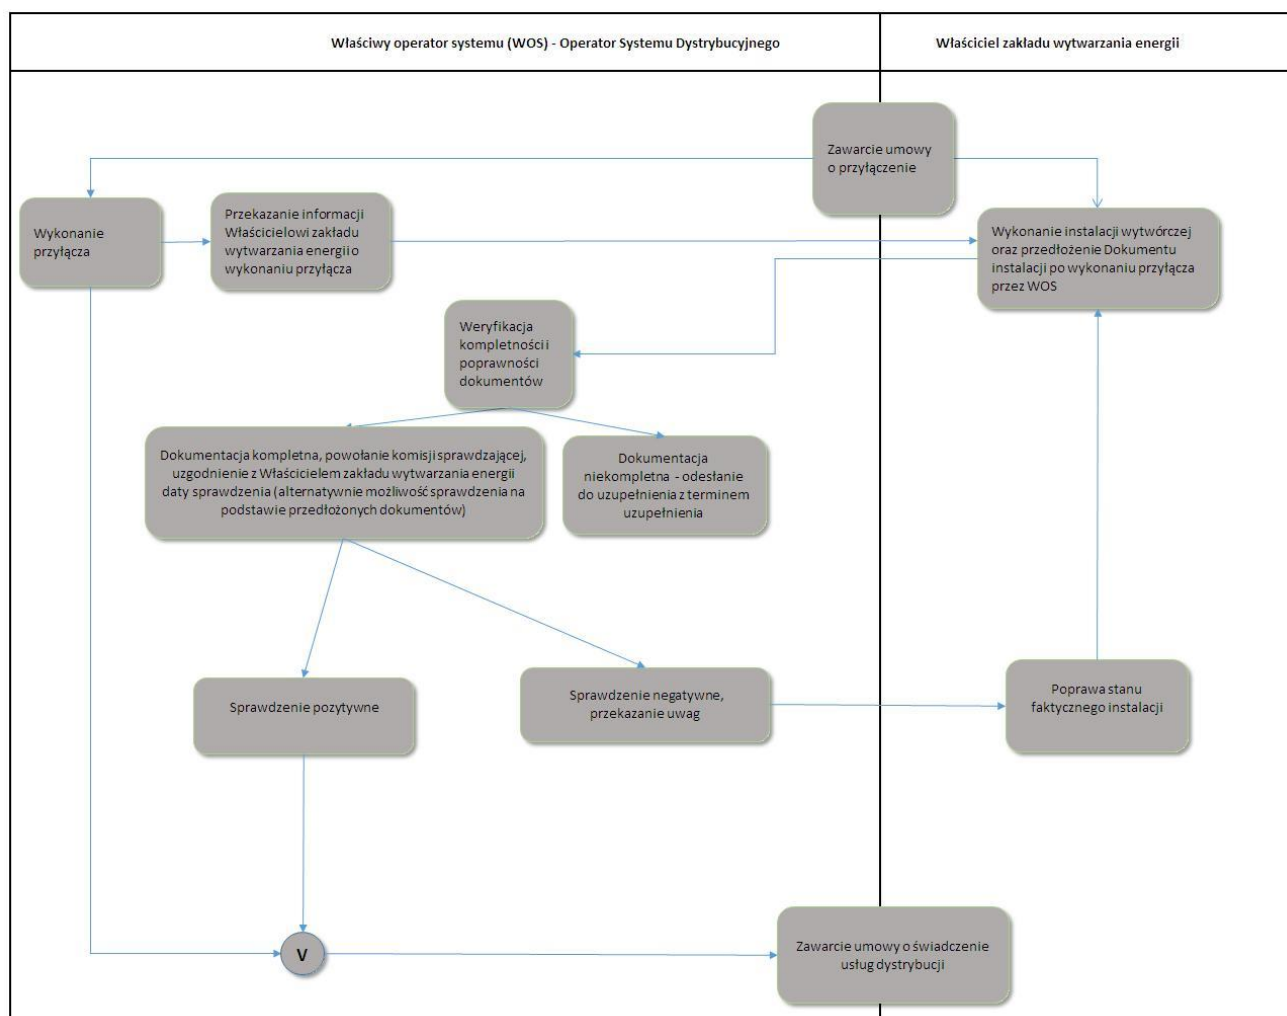 Właściwy operator systemu (WOS) - Operator Systemu Dystrybucyjnego
Właściciel zakładu wytwarzania energii
Zawarcie umowy
o przyłączenie
Wykonanie
przyłącza
Przekazanie informacji
Właścicielowi zakładu
wytwarzania energii o
wykonaniu przyłącza
Wykonanie instalacji wytwórczej
oraz przedłożenie Dokumentu
instalacji po wykonaniu przyłącza
przez WOS
Weryfikacja
kompletności i
poprawności
dokumentów
Dokumentacja kompletna, powołanie komisji sprawdzającej,
uzgodnienie z Właścicielem zakładu wytwarzania energii
daty sprawdzenia (alternatywnie możliwość sprawdzenia na
podstawie przedłożonych dokumentów)
Dokumentacja
niekompletna - odesłanie
do uzupełnienia z terminem
uzupełnienia
Sprawdzenie pozytywne
Sprawdzenie negatywne,
przekazanie uwag
Poprawa stanu
faktycznego instalacji
V
Zawarcie umowy o świadczenie
usług dystrybucji